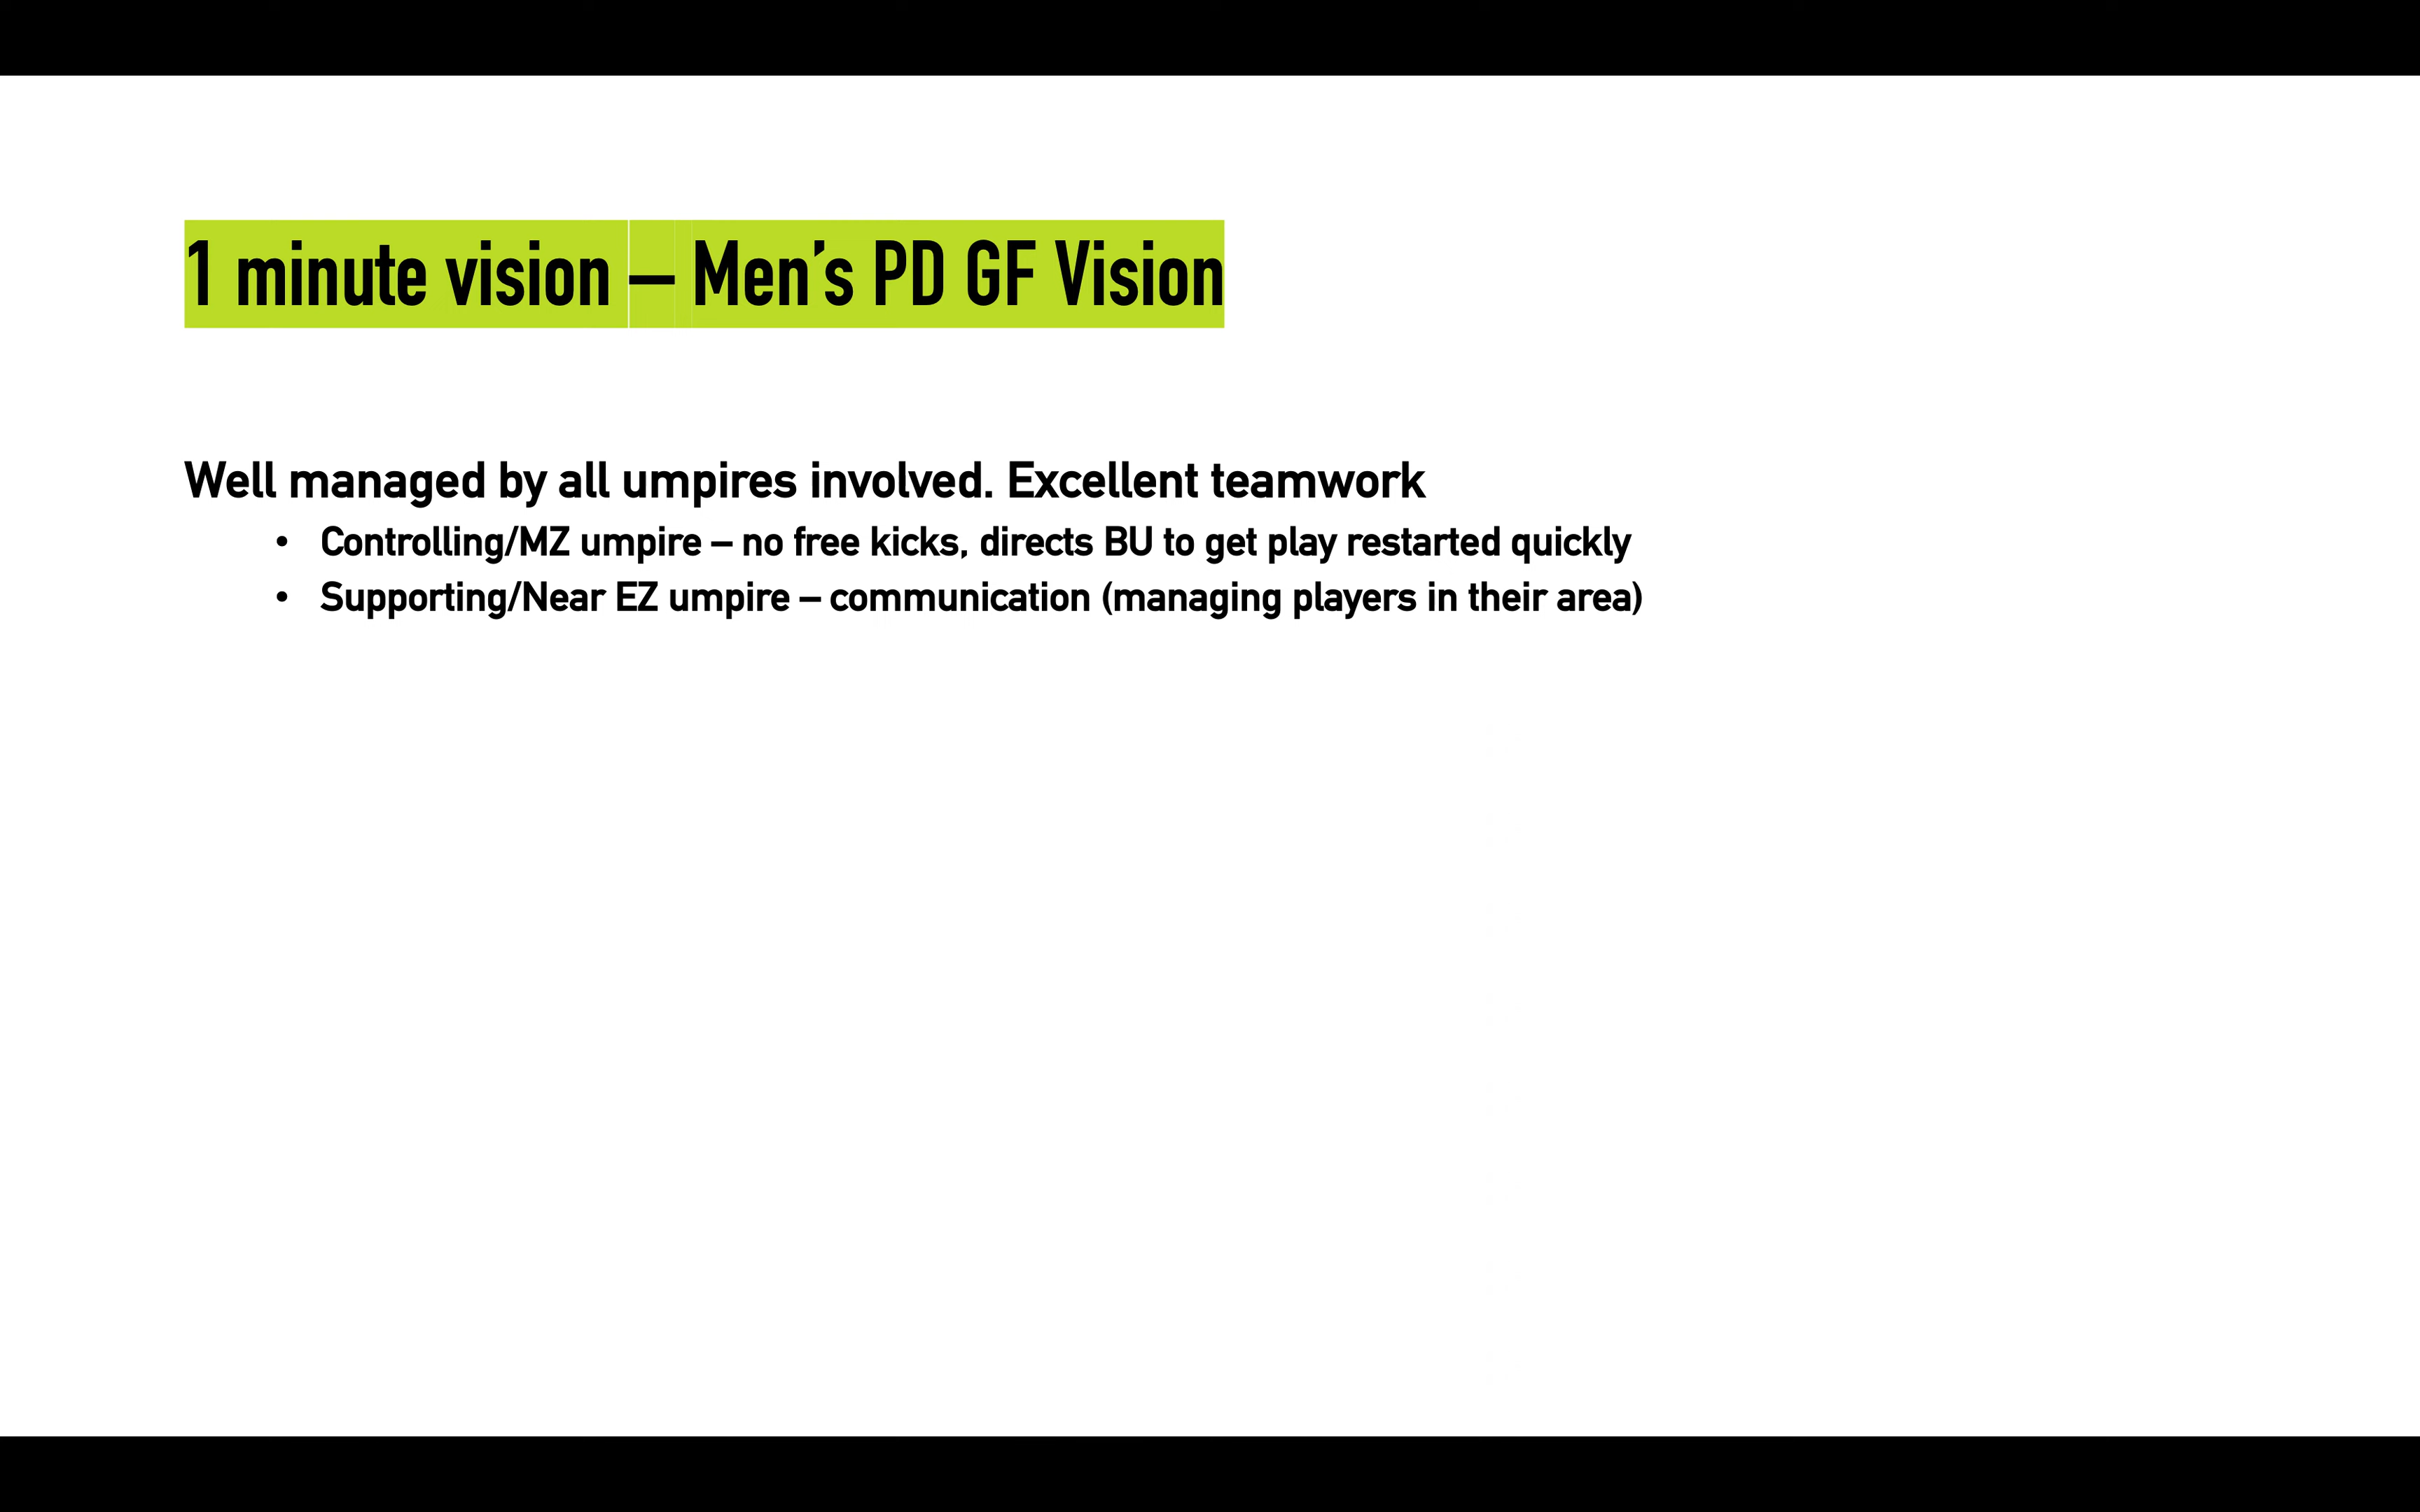 1 minute vision – Men’s PD GF Vision
Well managed by all umpires involved. Excellent teamwork
• Controlling/MZ umpire – no free kicks, directs BU to get play restarted quickly
• Supporting/Near EZ umpire – communication (managing players in their area)